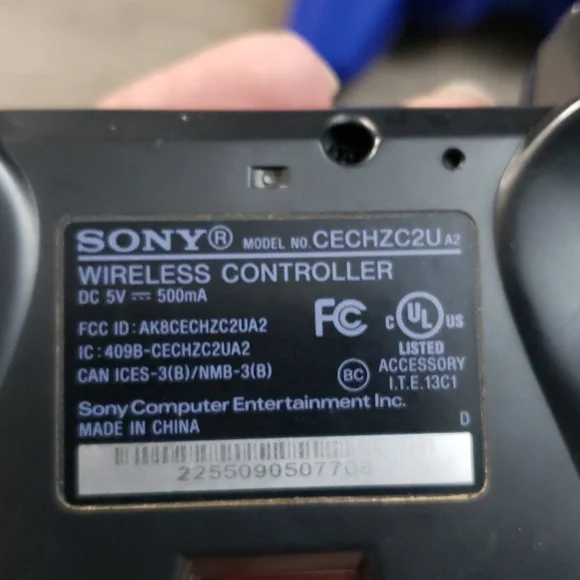 SONY® MODEL NO. CECHZC2U A2
WIRELESS CONTROLLER
DC 5V ⎓ 500mA
FCC ID: AK8CECHZC2UA2
IC: 409B-CECHZC2UA2
CAN ICES-3(B)/NMB-3(B)
FC
C UL US
LISTED
BC
ACCESSORY
I.T.E.13C1
Sony Computer Entertainment Inc.
MADE IN CHINA
D